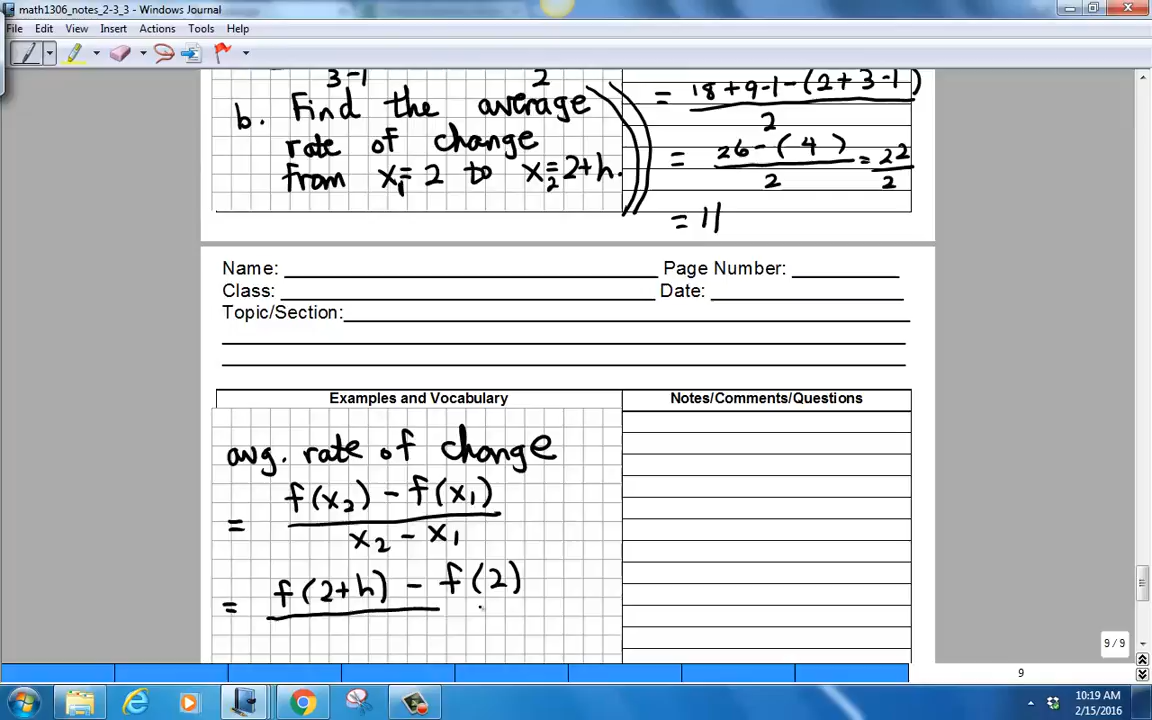 math1306_notes_2-3_3 - Windows Journal
File Edit View Insert Actions Tools Help
3-1 2
b. Find the average
rate of change
from x₁=2 to x₂=2+h.
= 18+9-1-(2+3-1)
2
= 26-(4) = 22
2 2
= 11
Name: Page Number:
Class: Date:
Topic/Section:
Examples and Vocabulary Notes/Comments/Questions
avg. rate of change
= f(x₂) - f(x₁)
x₂ - x₁
= f(2+h) - f(2)
9/9
9
10:19 AM
2/15/2016